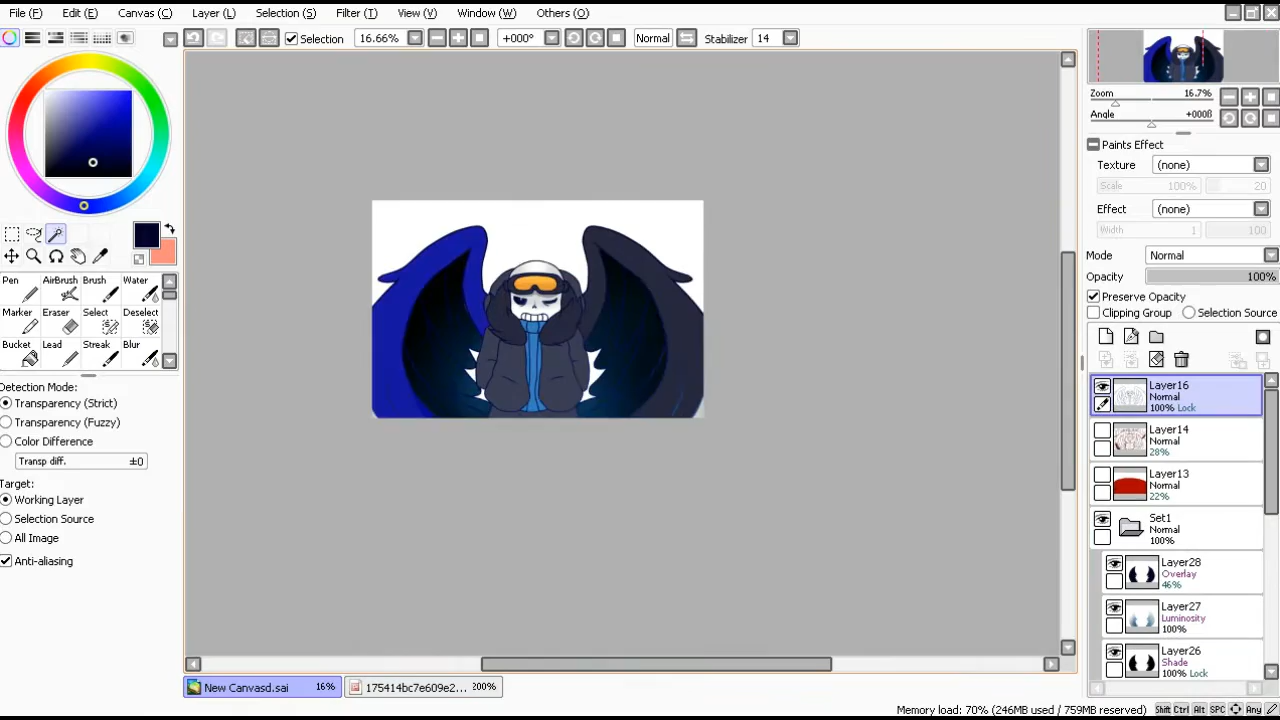 File (F) Edit (E) Canvas (C) Layer (L) Selection (S) Filter (T) View (V) Window (W) Others (O)
Selection 16.66% +000° Normal Stabilizer 14
Zoom 16.7%
Angle +000ß
Paints Effect
Texture (none)
Scale 100% 20
Effect (none)
Width 1 100
Mode Normal
Opacity 100%
Preserve Opacity
Clipping Group Selection Source
Pen AirBrush Brush Water
Marker Eraser Select Deselect
Bucket Lead Streak Blur
Detection Mode:
Transparency (Strict)
Transparency (Fuzzy)
Color Difference
Transp diff. ±0
Target:
Working Layer
Selection Source
All Image
Anti-aliasing
Layer16
Normal
100% Lock
Layer14
Normal
28%
Layer13
Normal
22%
Set1
Normal
100%
Layer28
Overlay
46%
Layer27
Luminosity
100%
Layer26
Shade
100% Lock
New Canvasd.sai 16% 175414bc7e609e2... 200%
Memory load: 70% (246MB used / 759MB reserved) Shift Ctrl Alt SPC Any